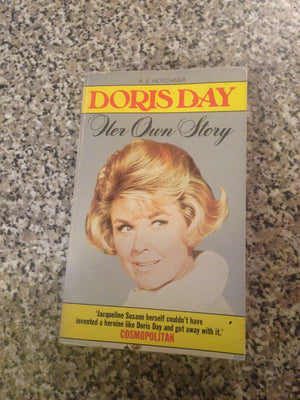 A. E. HOTCHNER
DORIS DAY
Her Own Story
'Jacqueline Susann herself couldn't have
invented a heroine like Doris Day and got away with it.'
COSMOPOLITAN